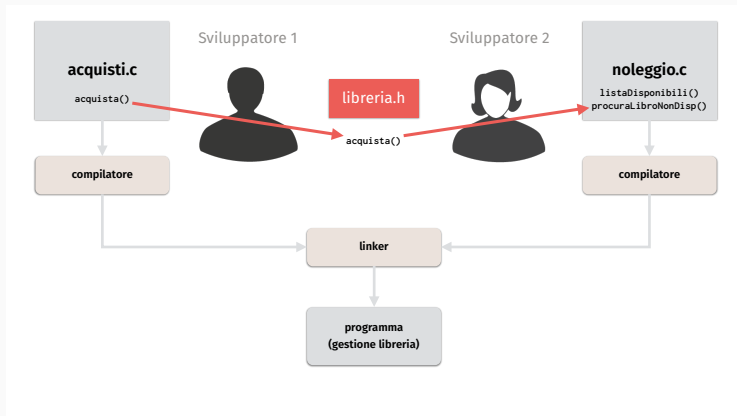 Sviluppatore 1
Sviluppatore 2
acquisti.c
acquista()
libreria.h
acquista()
noleggio.c
listaDisponibili()
procuraLibroNonDisp()
compilatore
compilatore
linker
programma
(gestione libreria)